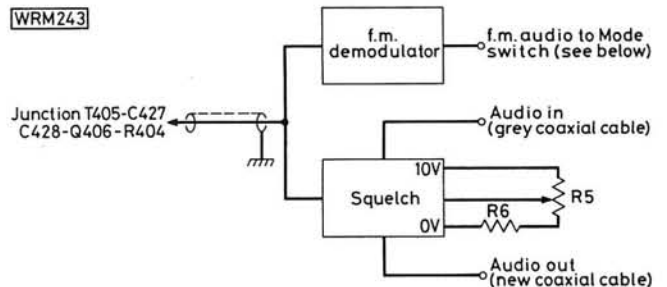 WRM243
f.m.
demodulator
f.m. audio to Mode
switch (see below)
Junction T405-C427
C428-Q406-R404
Audio in
(grey coaxial cable)
10V
Squelch
R5
R6
0V
Audio out
(new coaxial cable)